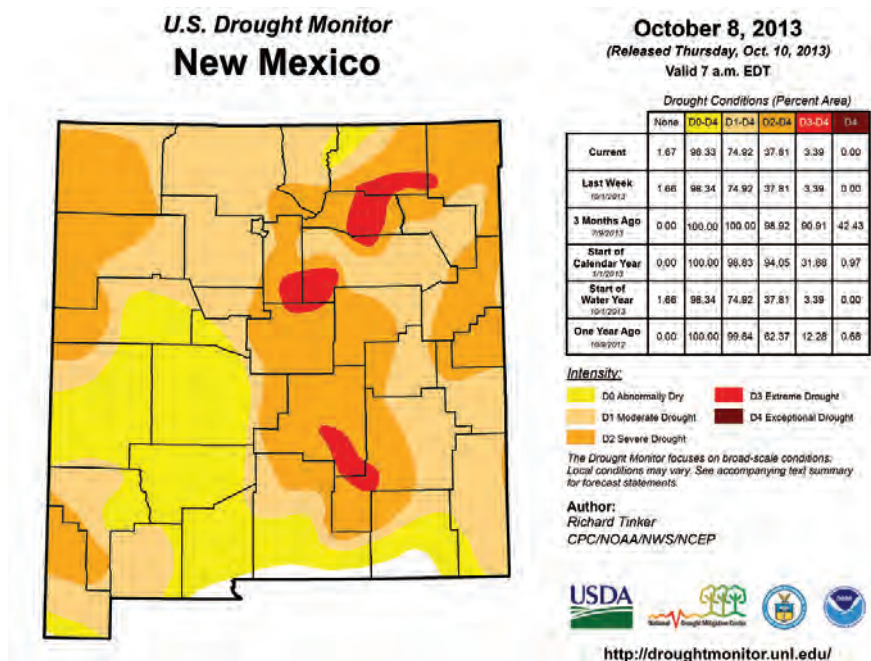 U.S. Drought Monitor
New Mexico
October 8, 2013
(Released Thursday, Oct. 10, 2013)
Valid 7 a.m. EDT
Drought Conditions (Percent Area)
None D0-D4 D1-D4 D2-D4 D3-D4 D4
Current 1.67 98.33 74.92 37.81 3.39 0.00
Last Week 1.66 98.34 74.92 37.81 3.39 0.00
10/1/2013
3 Months Ago 0.00 100.00 100.00 98.92 90.91 42.43
7/9/2013
Start of
Calendar Year 0.00 100.00 98.83 94.05 31.88 0.97
1/1/2013
Start of
Water Year 1.66 98.34 74.92 37.81 3.39 0.00
10/1/2013
One Year Ago 0.00 100.00 99.64 62.37 12.28 0.68
10/9/2012
Intensity:
D0 Abnormally Dry
D1 Moderate Drought
D2 Severe Drought
D3 Extreme Drought
D4 Exceptional Drought
The Drought Monitor focuses on broad-scale conditions.
Local conditions may vary. See accompanying text summary
for forecast statements.
Author:
Richard Tinker
CPC/NOAA/NWS/NCEP
USDA
National Drought Mitigation Center
http://droughtmonitor.unl.edu/